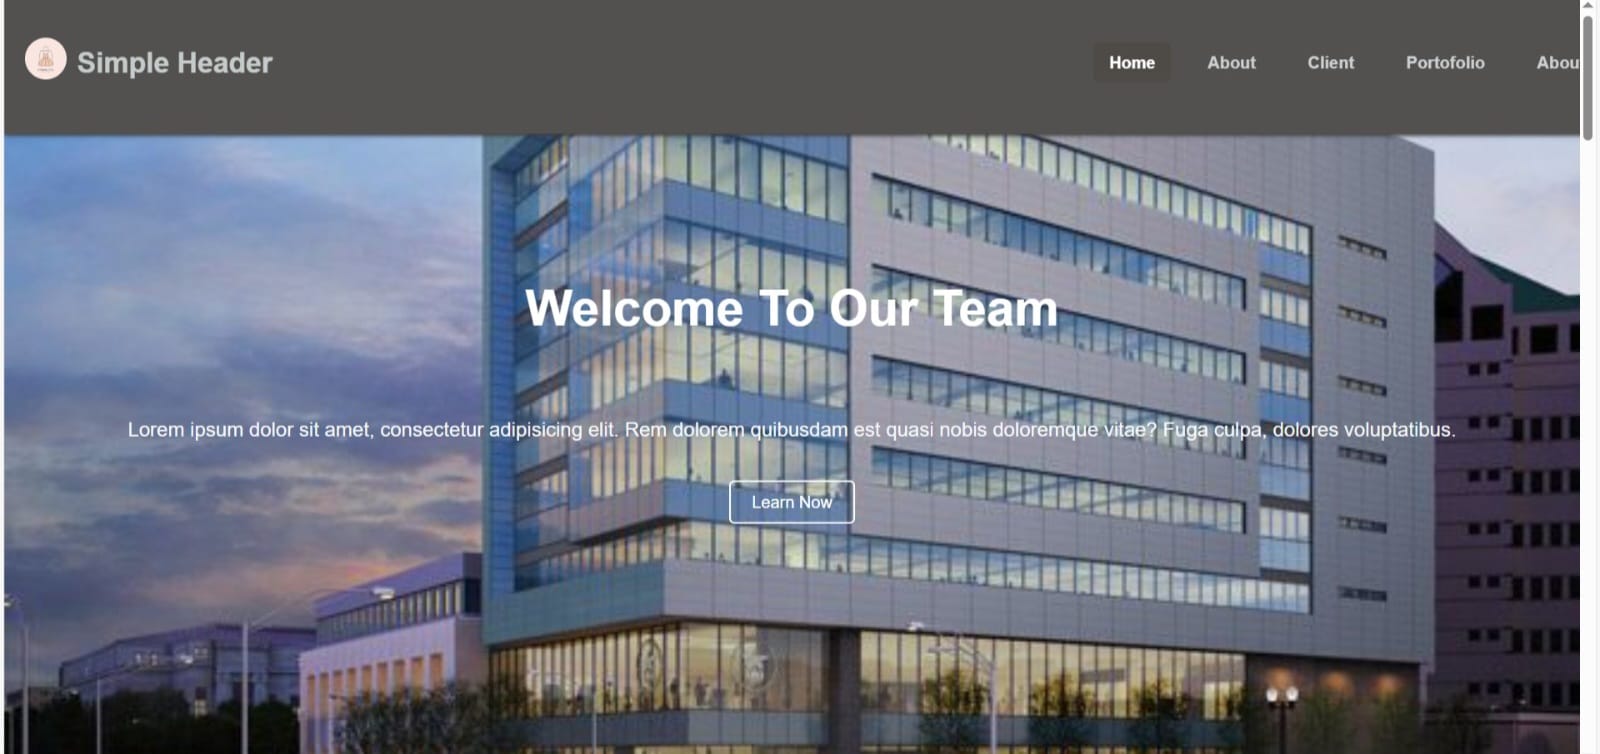 Simple Header
Home About Client Portofolio Abou
Welcome To Our Team
Lorem ipsum dolor sit amet, consectetur adipisicing elit. Rem dolorem quibusdam est quasi nobis doloremque vitae? Fuga culpa, dolores voluptatibus.
Learn Now